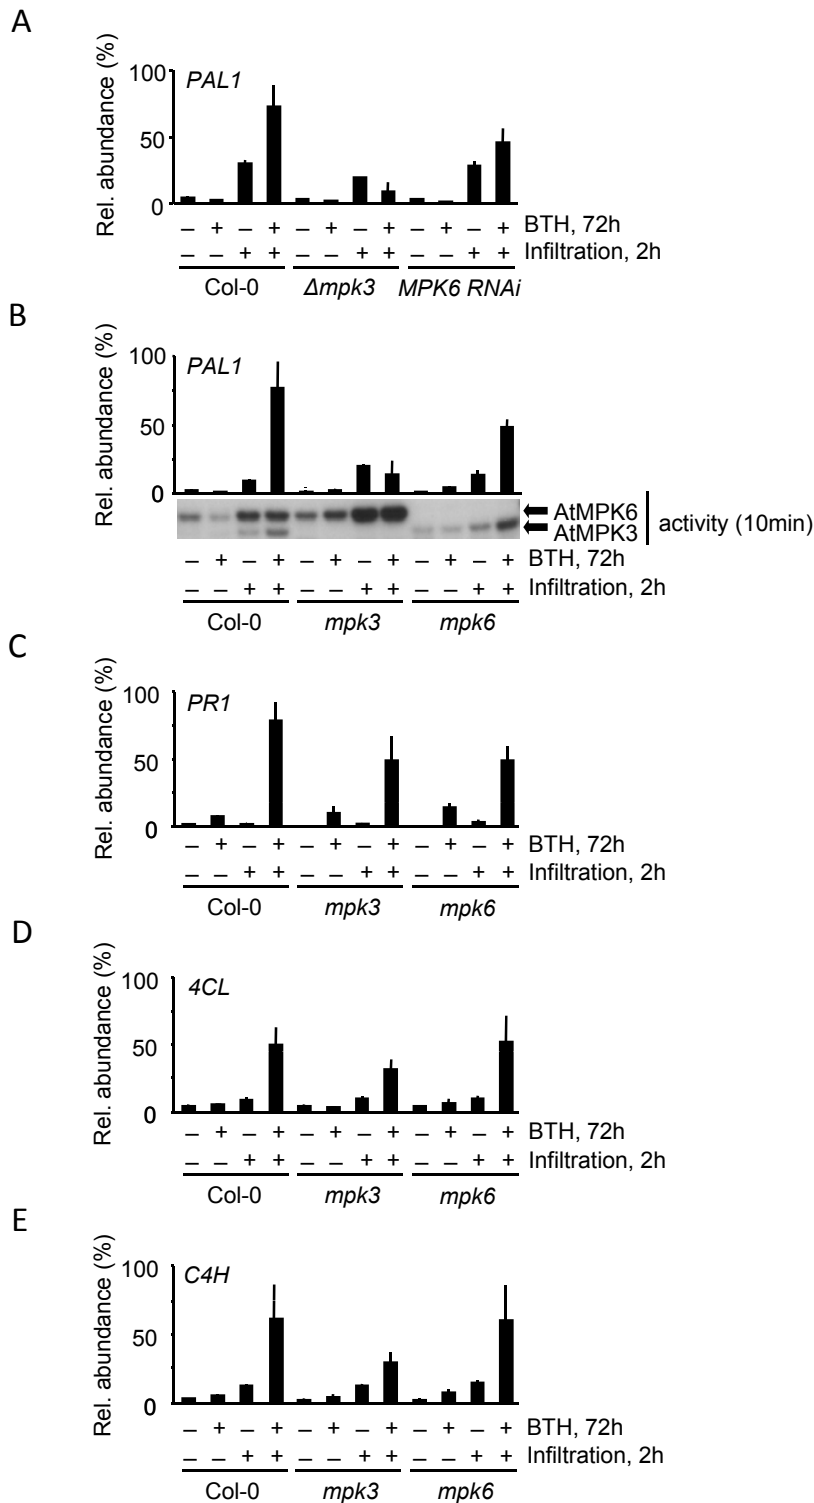 A
Rel. abundance (%)
100
50
0
PAL1
– + – + – + – + – + – + BTH, 72h
– – + + – – + + – – + + Infiltration, 2h
Col-0 Δmpk3 MPK6 RNAi
B
Rel. abundance (%)
100
50
0
PAL1
AtMPK6
AtMPK3
activity (10min)
– + – + – + – + – + – + BTH, 72h
– – + + – – + + – – + + Infiltration, 2h
Col-0 mpk3 mpk6
C
Rel. abundance (%)
100
50
0
PR1
– + – + – + – + – + – + BTH, 72h
– – + + – – + + – – + + Infiltration, 2h
Col-0 mpk3 mpk6
D
Rel. abundance (%)
100
50
0
4CL
– + – + – + – + – + – + BTH, 72h
– – + + – – + + – – + + Infiltration, 2h
Col-0 mpk3 mpk6
E
Rel. abundance (%)
100
50
0
C4H
– + – + – + – + – + – + BTH, 72h
– – + + – – + + – – + + Infiltration, 2h
Col-0 mpk3 mpk6